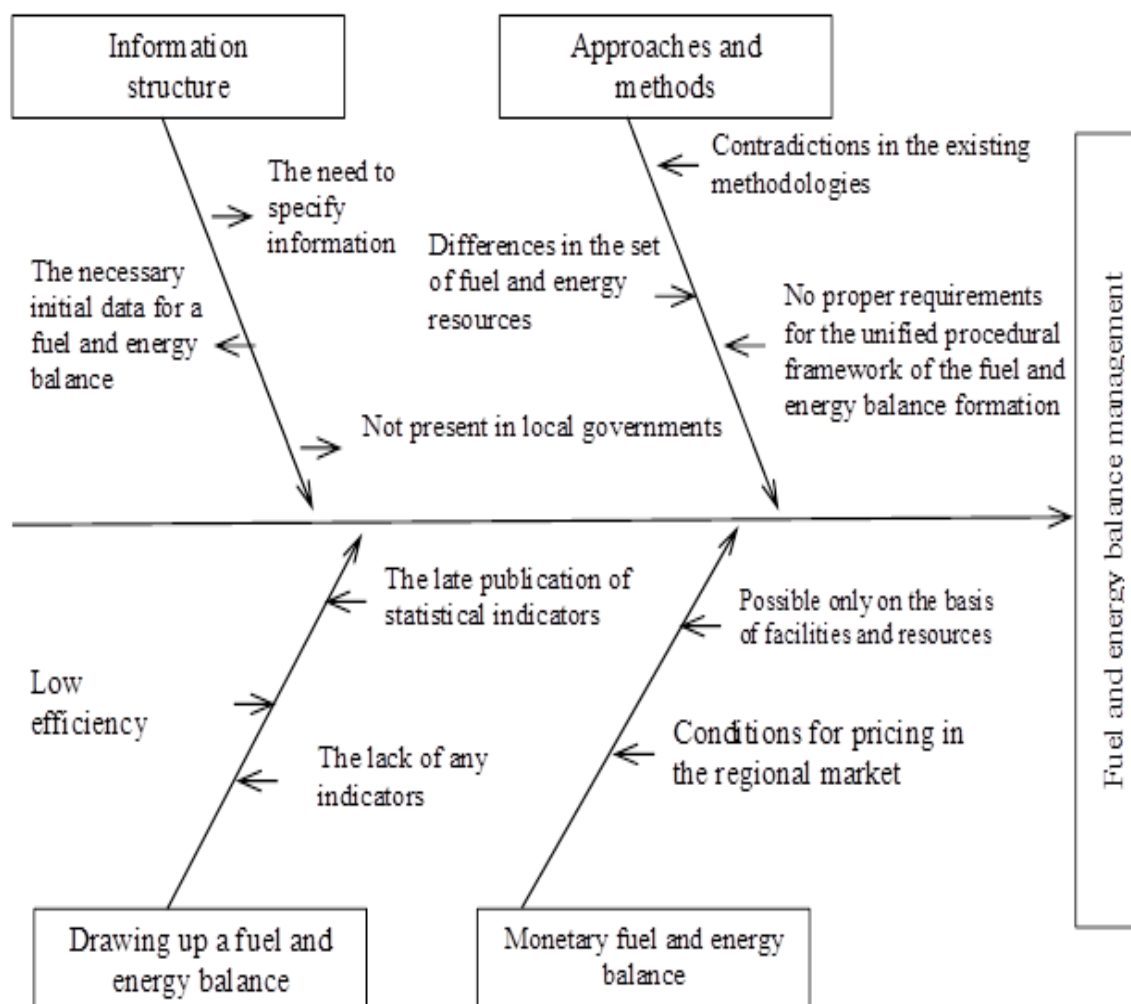 Information
structure
Approaches and
methods
Contradictions in the existing
methodologies
The need to
specify
information
Differences in the set
of fuel and energy
resources
The necessary
initial data for a
fuel and energy
balance
No proper requirements
for the unified procedural
framework of the fuel and
energy balance formation
Not present in local governments
Fuel and energy balance management
The late publication of
statistical indicators
Possible only on the basis
of facilities and resources
Low
efficiency
The lack of any
indicators
Conditions for pricing in
the regional market
Drawing up a fuel and
energy balance
Monetary fuel and energy
balance